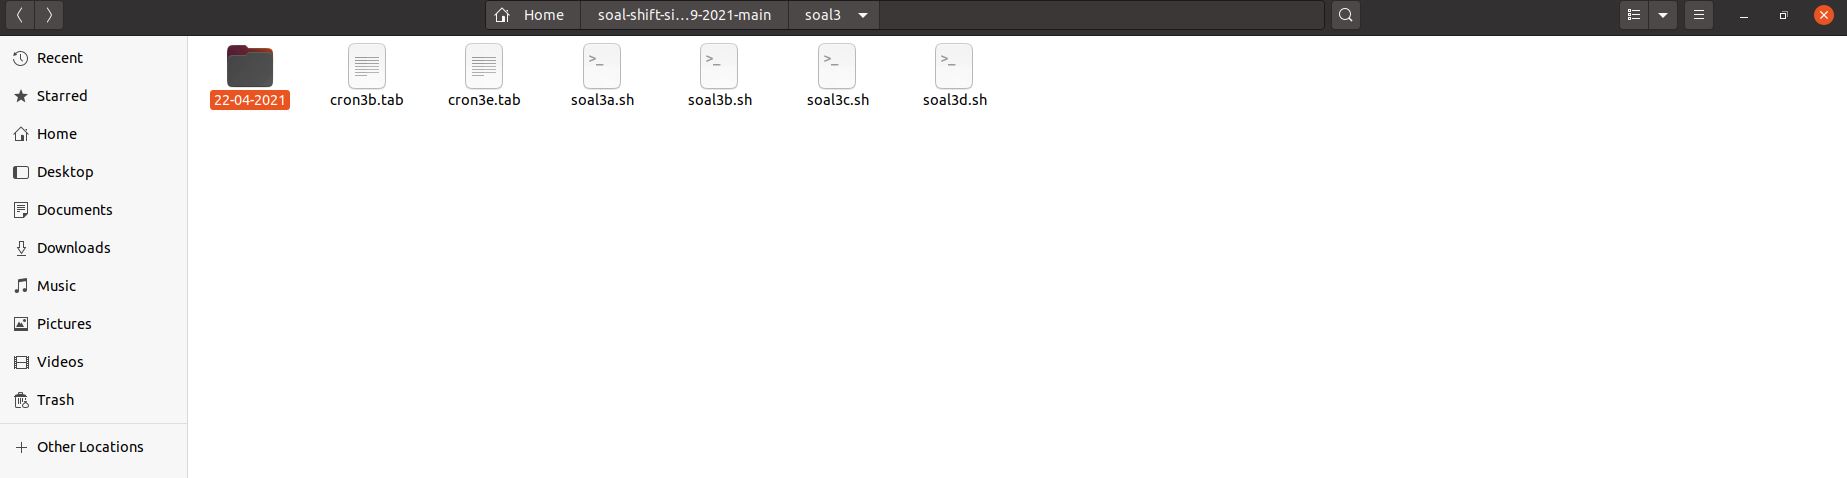 Home
soal-shift-si…9-2021-main
soal3
Recent
Starred
Home
Desktop
Documents
Downloads
Music
Pictures
Videos
Trash
Other Locations
22-04-2021
cron3b.tab
cron3e.tab
>_
soal3a.sh
>_
soal3b.sh
>_
soal3c.sh
>_
soal3d.sh